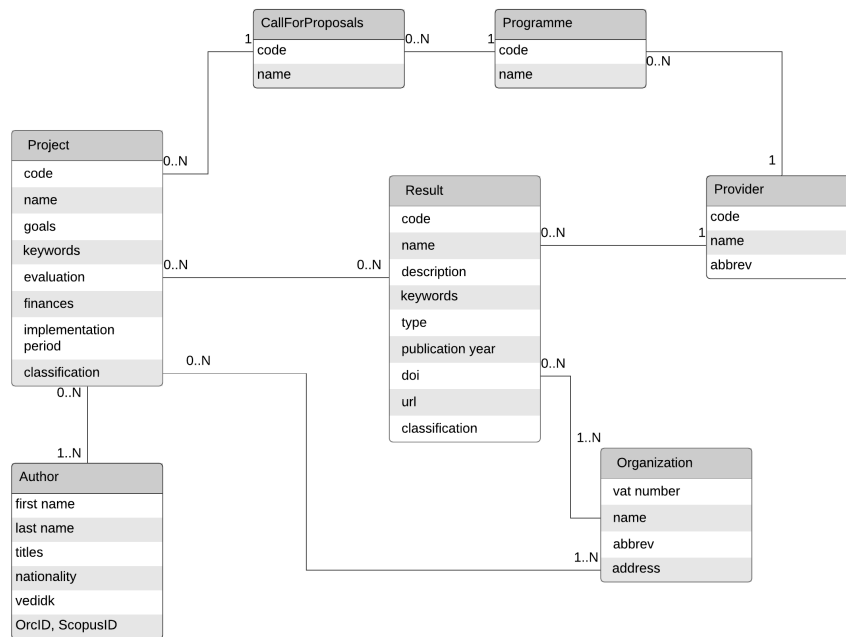 CallForProposals
code
name
1
0..N
Programme
code
name
1
0..N
1
Project
code
name
goals
keywords
evaluation
finances
implementation
period
classification
0..N
0..N
0..N
0..N
Result
code
name
description
keywords
type
publication year
doi
url
classification
0..N
0..N
0..N
1
Provider
code
name
abbrev
1..N
Author
first name
last name
titles
nationality
vedidk
OrcID, ScopusID
1..N
1..N
Organization
vat number
name
abbrev
address